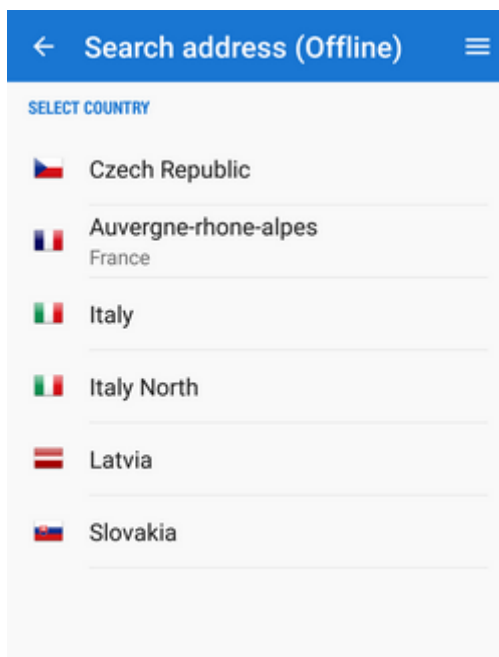 Search address (Offline)
SELECT COUNTRY
Czech Republic
Auvergne-rhone-alpes
France
Italy
Italy North
Latvia
Slovakia